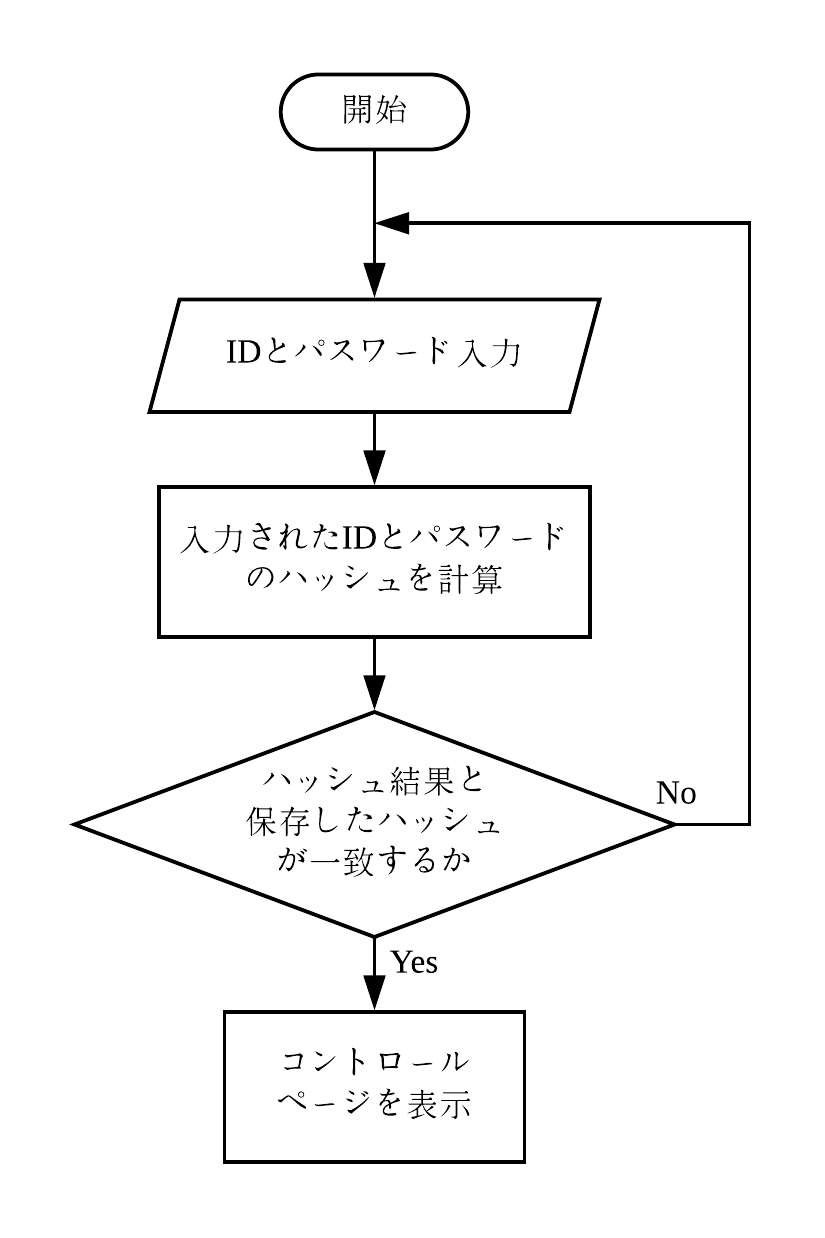 開始
IDとパスワード入力
入力されたIDとパスワード
のハッシュを計算
ハッシュ結果と
保存したハッシュ
が一致するか
No
Yes
コントロール
ページを表示